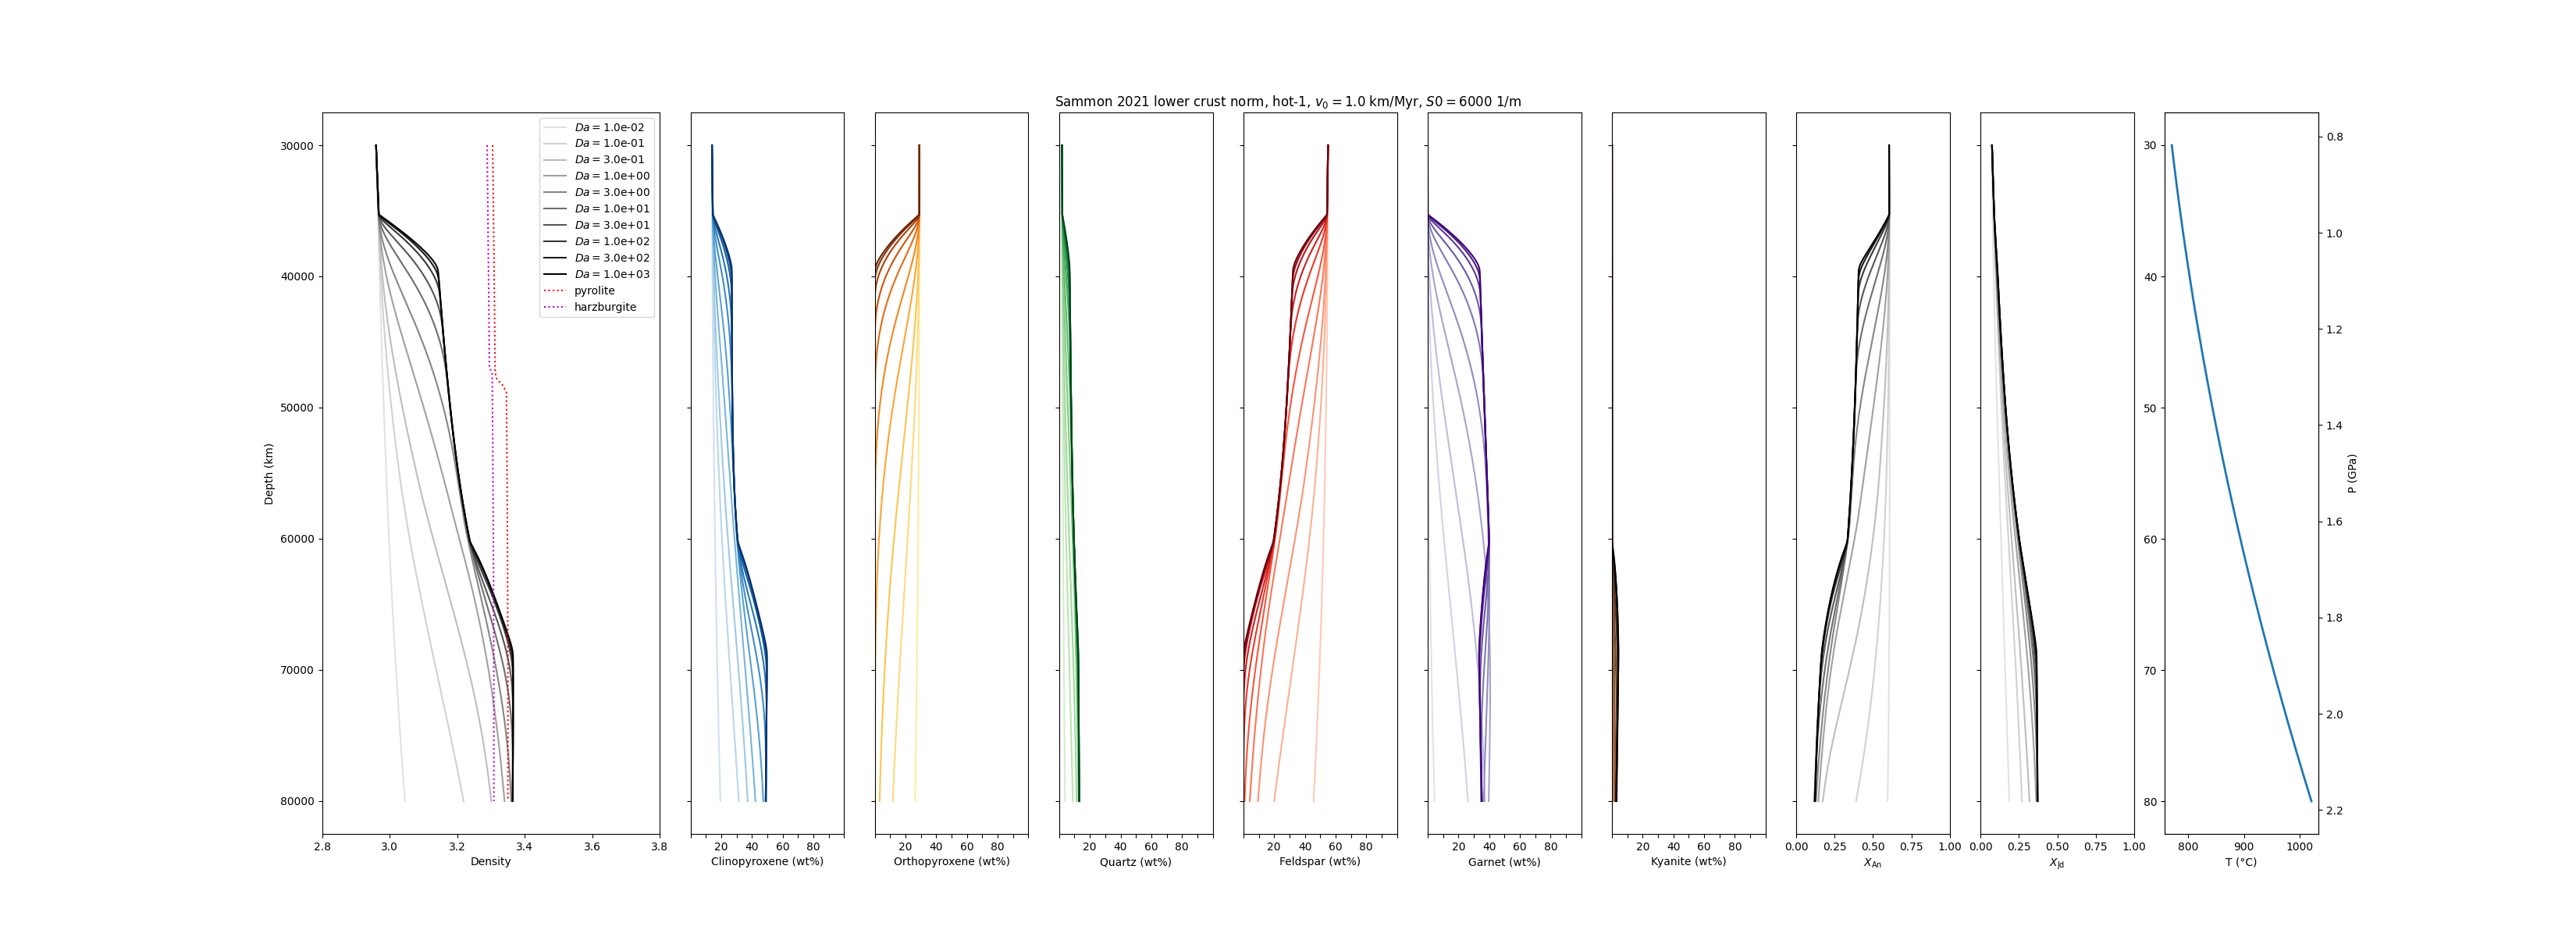 Sammon 2021 lower crust norm, hot-1, v₀ = 1.0 km/Myr, S0 = 6000 1/m
Da = 1.0e-02
Da = 1.0e-01
Da = 3.0e-01
Da = 1.0e+00
Da = 3.0e+00
Da = 1.0e+01
Da = 3.0e+01
Da = 1.0e+02
Da = 3.0e+02
Da = 1.0e+03
pyrolite
harzburgite
Depth (km)
30000
40000
50000
60000
70000
80000
2.8 3.0 3.2 3.4 3.6 3.8
Density
20 40 60 80
Clinopyroxene (wt%)
20 40 60 80
Orthopyroxene (wt%)
20 40 60 80
Quartz (wt%)
20 40 60 80
Feldspar (wt%)
20 40 60 80
Garnet (wt%)
20 40 60 80
Kyanite (wt%)
0.00 0.25 0.50 0.75 1.00
X_An
0.00 0.25 0.50 0.75 1.00
X_Jd
30
40
50
60
70
80
800 900 1000
T (°C)
0.8
1.0
1.2
1.4
1.6
1.8
2.0
2.2
P (GPa)